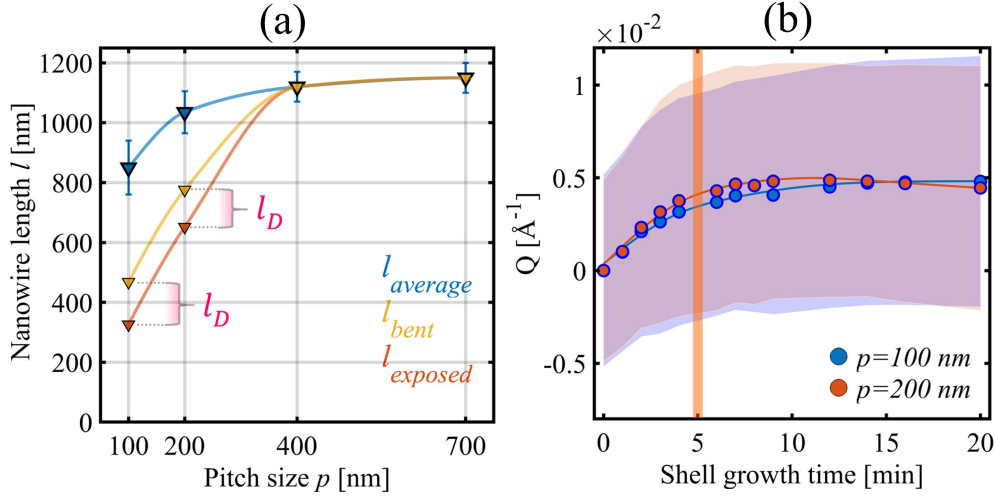 (a)
Nanowire length l [nm]
1200
1000
800
600
400
200
0
l_D
l_D
l_average
l_bent
l_exposed
100 200 400 700
Pitch size p [nm]
(b)
×10⁻²
Q [Å⁻¹]
1
0.5
0
-0.5
p=100 nm
p=200 nm
0 5 10 15 20
Shell growth time [min]